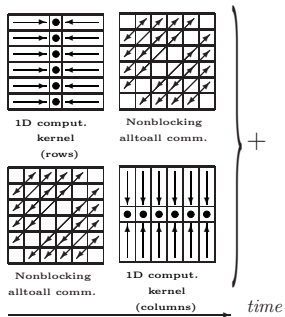 1D comput.
kernel
(rows)
Nonblocking
alltoall comm.
+
Nonblocking
alltoall comm.
1D comput.
kernel
(columns)
time